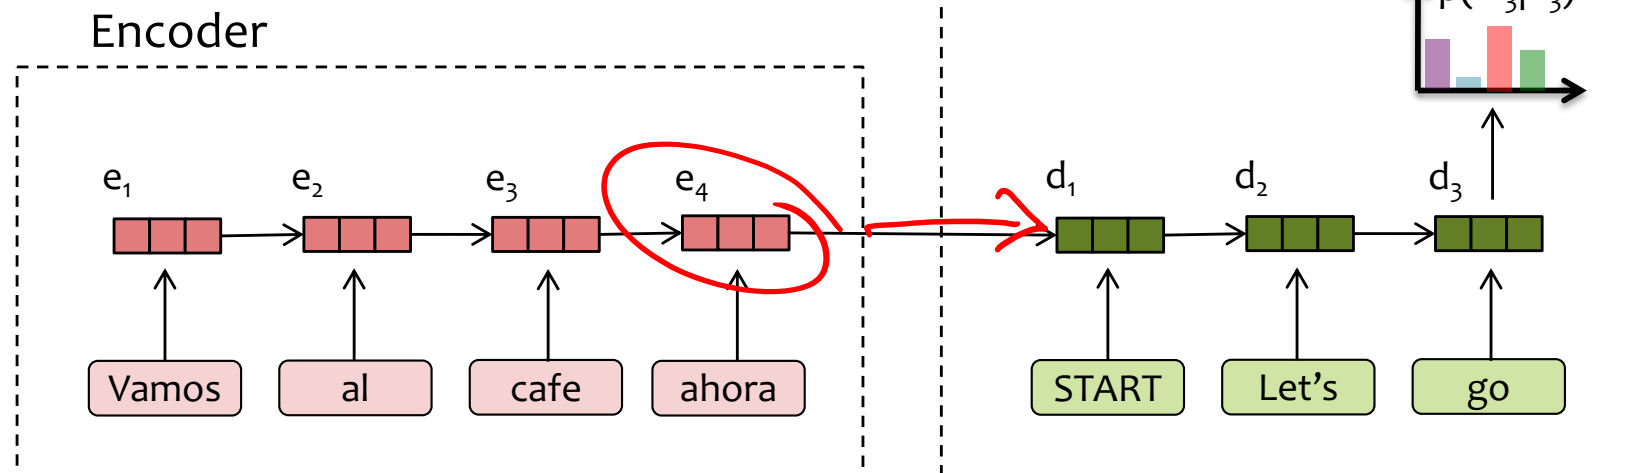 Encoder
e1 e2 e3 e4 d1 d2 d3
Vamos al cafe ahora START Let's go